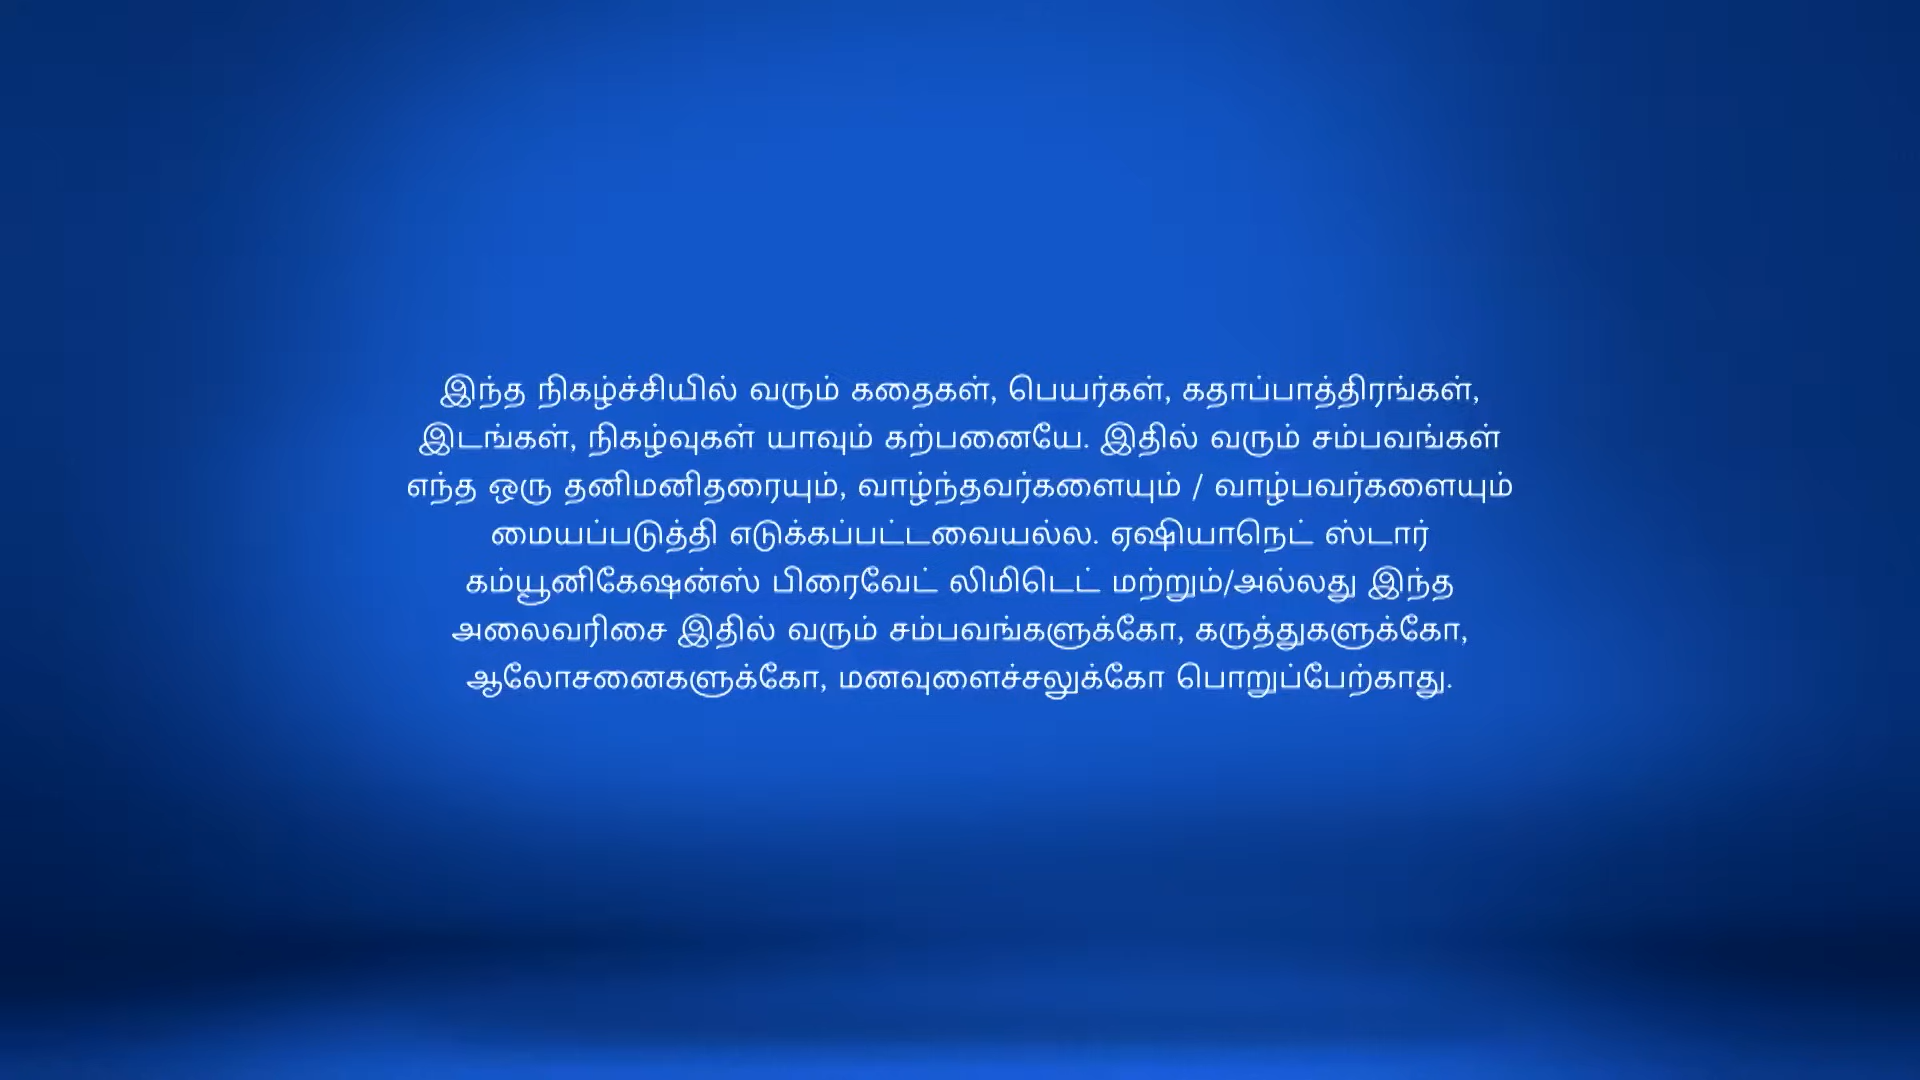 இந்த நிகழ்ச்சியில் வரும் கதைகள், பெயர்கள், கதாப்பாத்திரங்கள்,
இடங்கள், நிகழ்வுகள் யாவும் கற்பனையே. இதில் வரும் சம்பவங்கள்
எந்த ஒரு தனிமனிதரையும், வாழ்ந்தவர்களையும் / வாழ்பவர்களையும்
மையப்படுத்தி எடுக்கப்பட்டவையல்ல. ஏஷியாநெட் ஸ்டார்
கம்யூனிகேஷன்ஸ் பிரைவேட் லிமிடெட் மற்றும்/அல்லது இந்த
அலைவரிசை இதில் வரும் சம்பவங்களுக்கோ, கருத்துகளுக்கோ,
ஆலோசனைகளுக்கோ, மனவுளைச்சலுக்கோ பொறுப்பேற்காது.